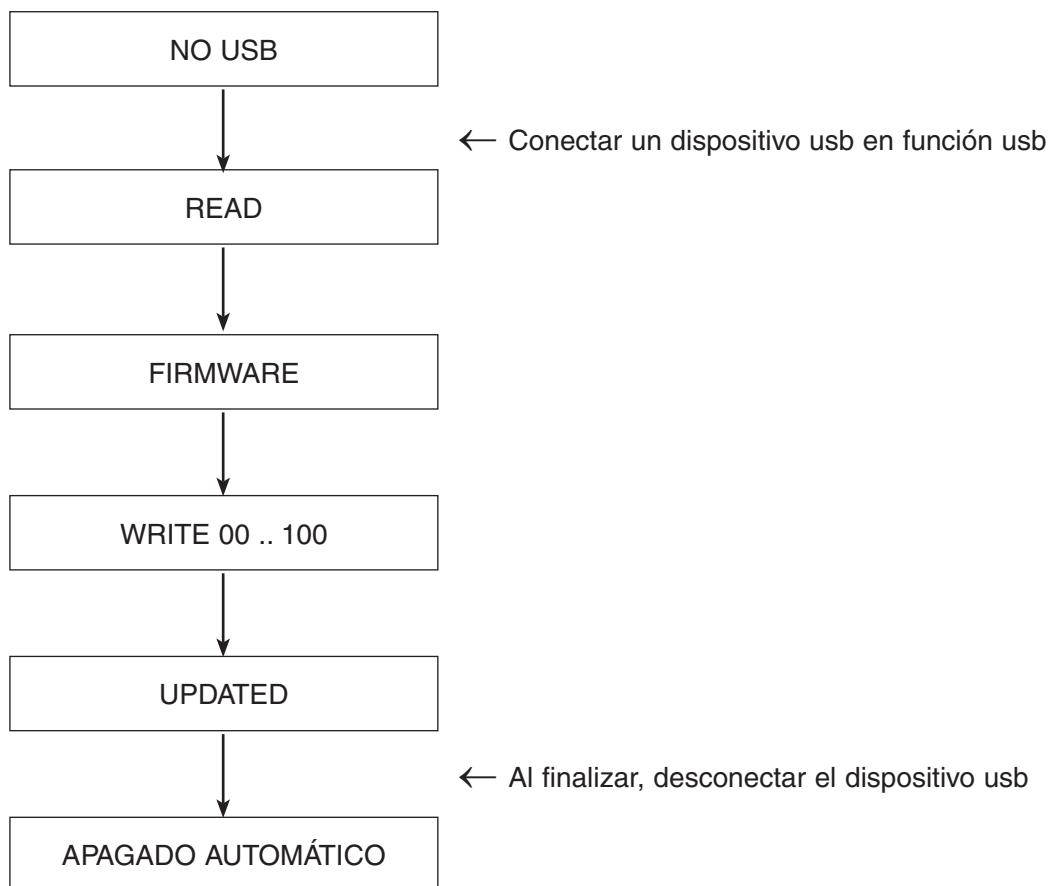 NO USB
← Conectar un dispositivo usb en función usb
READ
FIRMWARE
WRITE 00 .. 100
UPDATED
← Al finalizar, desconectar el dispositivo usb
APAGADO AUTOMÁTICO